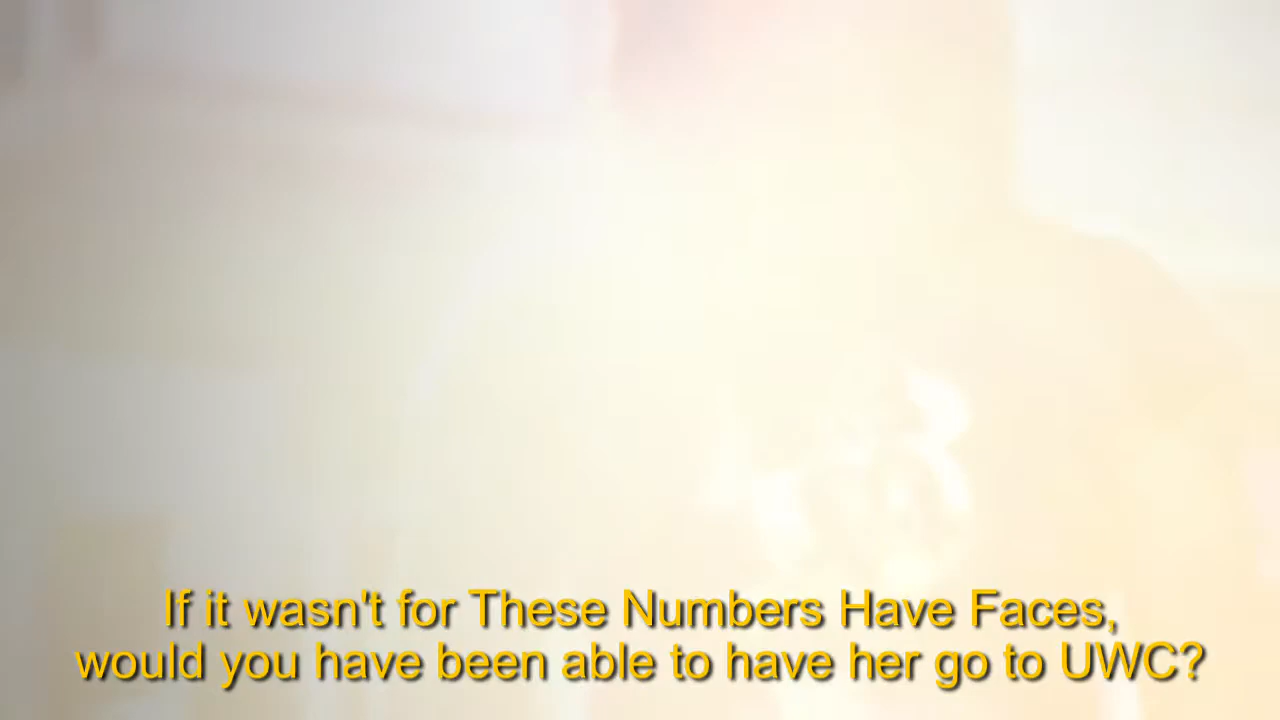 If it wasn't for These Numbers Have Faces,
would you have been able to have her go to UWC?